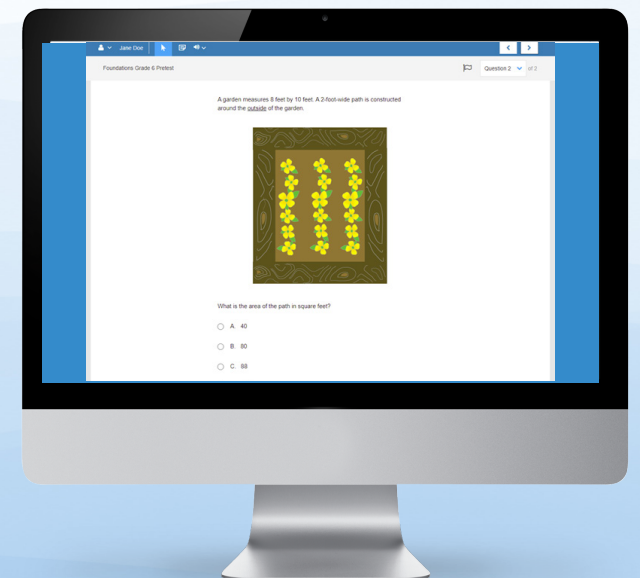 Jane Doe
Foundations Grade 6 Pretest
Question 2 of 2
A garden measures 8 feet by 10 feet. A 2-foot-wide path is constructed
around the outside of the garden.
What is the area of the path in square feet?
A. 40
B. 80
C. 88